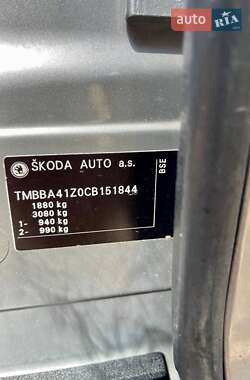 AUTO
RIA
ŠKODA AUTO a.s.
BSE
TMBBA41Z0CB151844
1880 kg
3080 kg
1- 940 kg
2- 990 kg